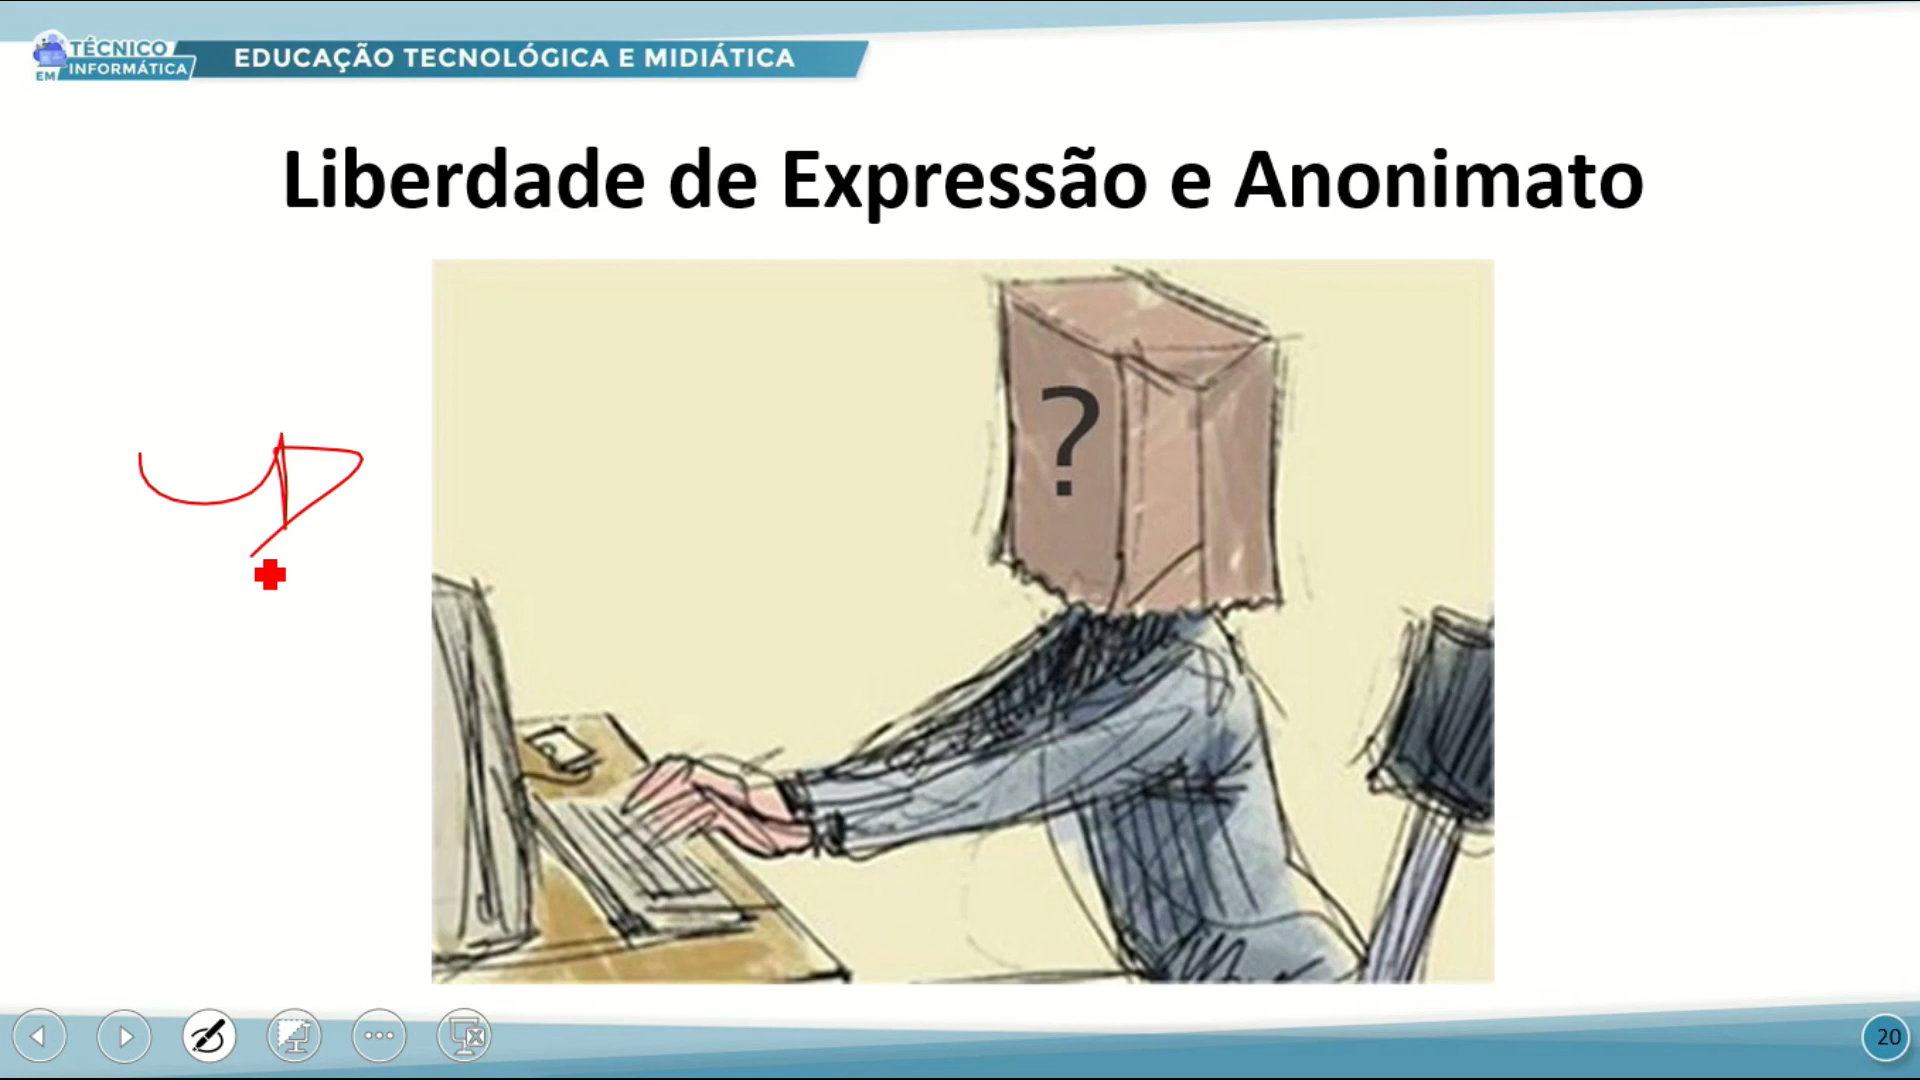 TÉCNICO
EM INFORMÁTICA
EDUCAÇÃO TECNOLÓGICA E MIDIÁTICA
Liberdade de Expressão e Anonimato
?
20